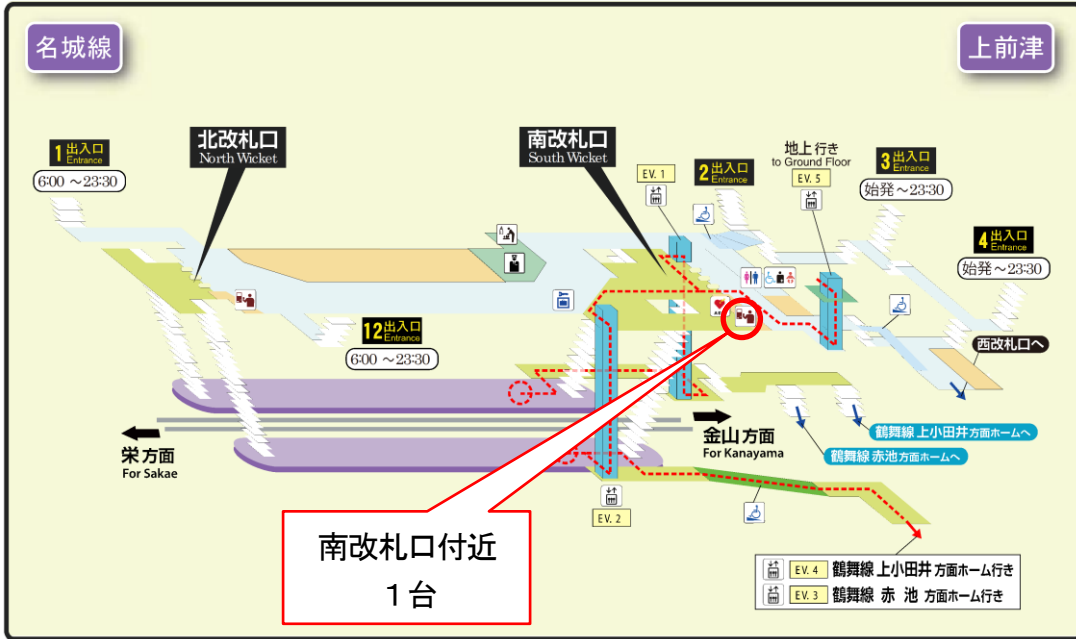 名城線
上前津
北改札口
North Wicket
南改札口
South Wicket
地上行き
to Ground Floor
EV. 5
1 出入口
Entrance
6:00 ～23:30
EV. 1
2 出入口
Entrance
3 出入口
Entrance
始発～23:30
4 出入口
Entrance
始発～23:30
12 出入口
Entrance
6:00 ～23:30
西改札口へ
栄方面
For Sakae
金山方面
For Kanayama
鶴舞線 上小田井方面ホームへ
鶴舞線 赤池方面ホームへ
EV. 2
南改札口付近
１台
EV. 4 鶴舞線 上小田井 方面ホーム行き
EV. 3 鶴舞線 赤 池 方面ホーム行き